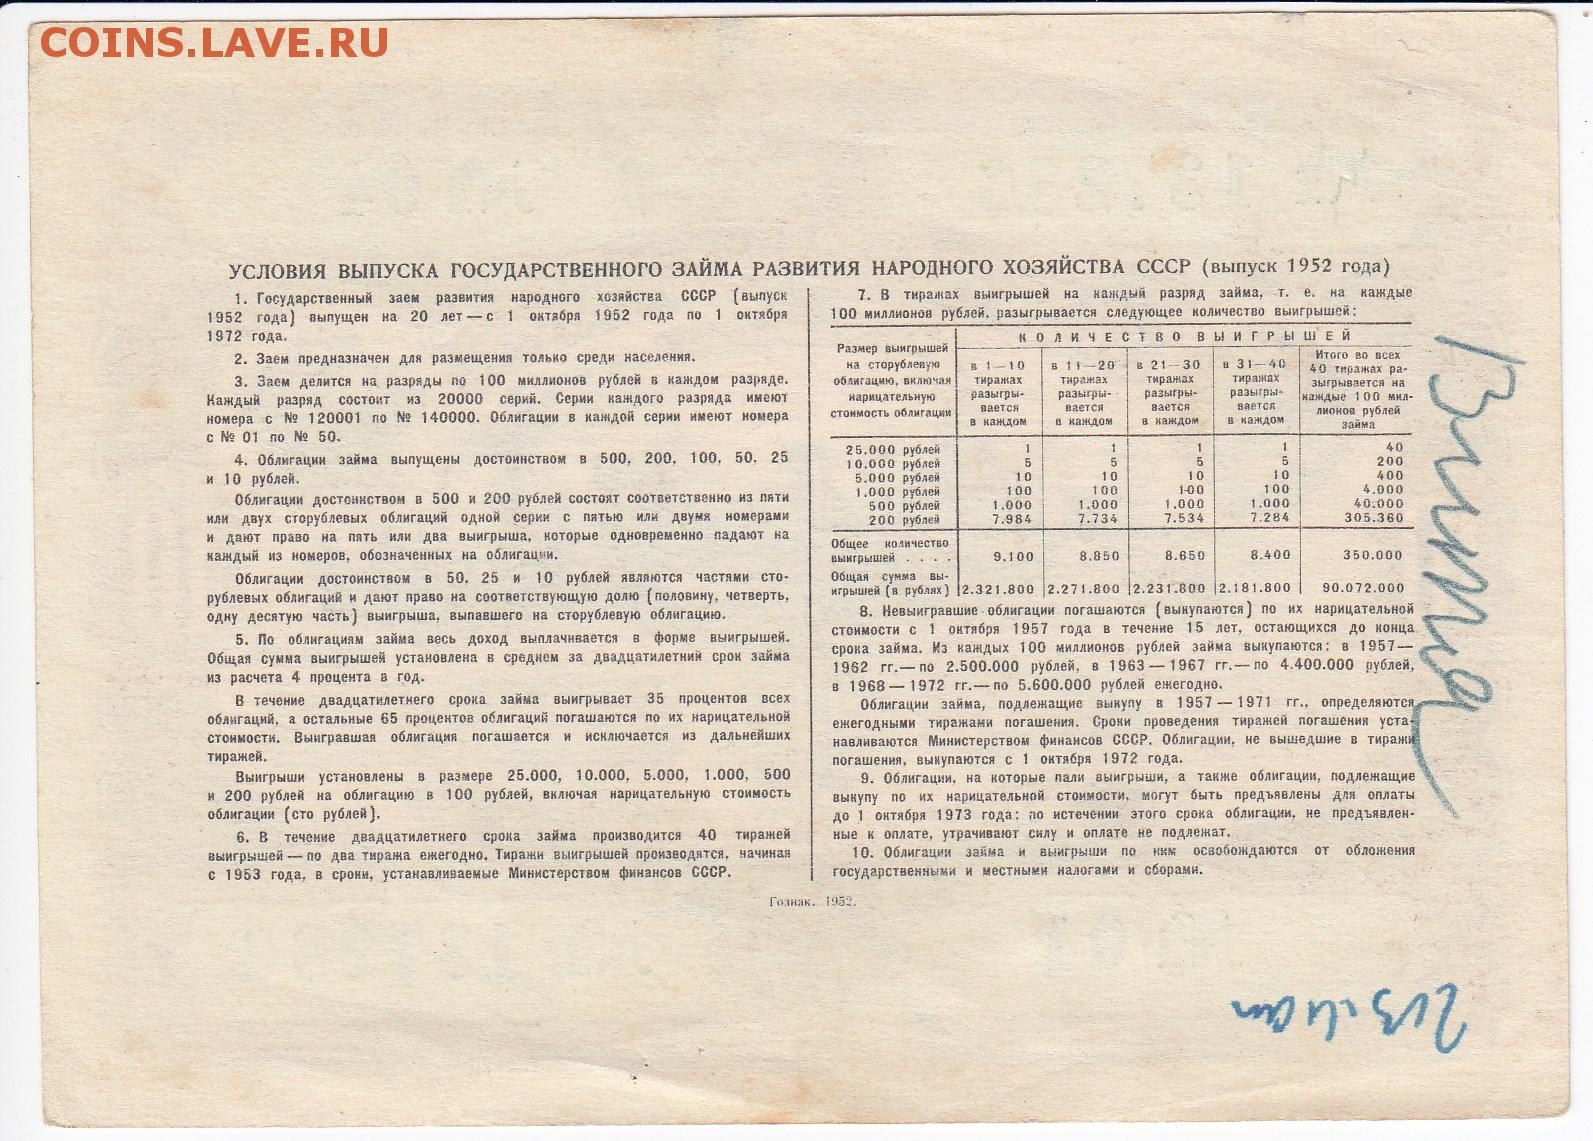 COINS.LAVE.RU
УСЛОВИЯ ВЫПУСКА ГОСУДАРСТВЕННОГО ЗАЙМА РАЗВИТИЯ НАРОДНОГО ХОЗЯЙСТВА СССР (выпуск 1952 года)
1. Государственный заем развития народного хозяйства СССР (выпуск
1952 года) выпущен на 20 лет — с 1 октября 1952 года по 1 октября
1972 года.
2. Заем предназначен для размещения только среди населения.
3. Заем делится на разряды по 100 миллионов рублей в каждом разряде.
Каждый разряд состоит из 20000 серий. Серии каждого разряда имеют
номера с № 120001 по № 140000. Облигации в каждой серии имеют номера
с № 01 по № 50.
4. Облигации займа выпущены достоинством в 500, 200, 100, 50, 25
и 10 рублей.
Облигации достоинством в 500 и 200 рублей состоят соответственно из пяти
или двух сторублевых облигаций одной серии с пятью или двумя номерами
и дают право на пять или два выигрыша, которые одновременно падают на
каждый из номеров, обозначенных на облигации.
Облигации достоинством в 50, 25 и 10 рублей являются частями сто-
рублевых облигаций и дают право на соответствующую долю (половину, четверть,
одну десятую часть) выигрыша, выпавшего на сторублевую облигацию.
5. По облигациям займа весь доход выплачивается в форме выигрышей.
Общая сумма выигрышей установлена в среднем за двадцатилетний срок займа
из расчета 4 процента в год.
В течение двадцатилетнего срока займа выигрывает 35 процентов всех
облигаций, а остальные 65 процентов облигаций погашаются по их нарицательной
стоимости. Выигравшая облигация погашается и исключается из дальнейших
тиражей.
Выигрыши установлены в размере 25.000, 10.000, 5.000, 1.000, 500
и 200 рублей на облигацию в 100 рублей, включая нарицательную стоимость
облигации (сто рублей).
6. В течение двадцатилетнего срока займа производится 40 тиражей
выигрышей — по два тиража ежегодно. Тиражи выигрышей производятся, начиная
с 1953 года, в сроки, устанавливаемые Министерством финансов СССР.
7. В тиражах выигрышей на каждый разряд займа, т. е. на каждые
100 миллионов рублей, разыгрывается следующее количество выигрышей:
Размер выигрышей
на сторублевую
облигацию, включая
нарицательную
стоимость облигации
КОЛИЧЕСТВО ВЫИГРЫШЕЙ
в 1—10
тиражах
разыгры-
вается
в каждом
в 11—20
тиражах
разыгры-
вается
в каждом
в 21—30
тиражах
разыгры-
вается
в каждом
в 31—40
тиражах
разыгры-
вается
в каждом
Итого во всех
40 тиражах ра-
зыгрывается на
каждые 100 мил-
лионов рублей
займа
25.000 рублей 1 1 1 1 40
10.000 рублей 5 5 5 5 200
5.000 рублей 10 10 10 10 400
1.000 рублей 100 100 100 100 4.000
500 рублей 1.000 1.000 1.000 1.000 40.000
200 рублей 7.984 7.734 7.534 7.284 305.360
Общее количество
выигрышей . . . . 9.100 8.850 8.650 8.400 350.000
Общая сумма вы-
игрышей (в рублях) 2.321.800 2.271.800 2.231.800 2.181.800 90.072.000
8. Невыигравшие облигации погашаются (выкупаются) по их нарицательной
стоимости с 1 октября 1957 года в течение 15 лет, остающихся до конца
срока займа. Из каждых 100 миллионов рублей займа выкупаются: в 1957—
1962 гг.— по 2.500.000 рублей, в 1963 — 1967 гг.— по 4.400.000 рублей,
в 1968 — 1972 гг.— по 5.600.000 рублей ежегодно.
Облигации займа, подлежащие выкупу в 1957 — 1971 гг., определяются
ежегодными тиражами погашения. Сроки проведения тиражей погашения уста-
навливаются Министерством финансов СССР. Облигации, не вышедшие в тиражи
погашения, выкупаются с 1 октября 1972 года.
9. Облигации, на которые пали выигрыши, а также облигации, подлежащие
выкупу по их нарицательной стоимости, могут быть предъявлены для оплаты
до 1 октября 1973 года; по истечении этого срока облигации, не предъявлен-
ные к оплате, утрачивают силу и оплате не подлежат.
10. Облигации займа и выигрыши по ним освобождаются от обложения
государственными и местными налогами и сборами.
Гознак. 1952.